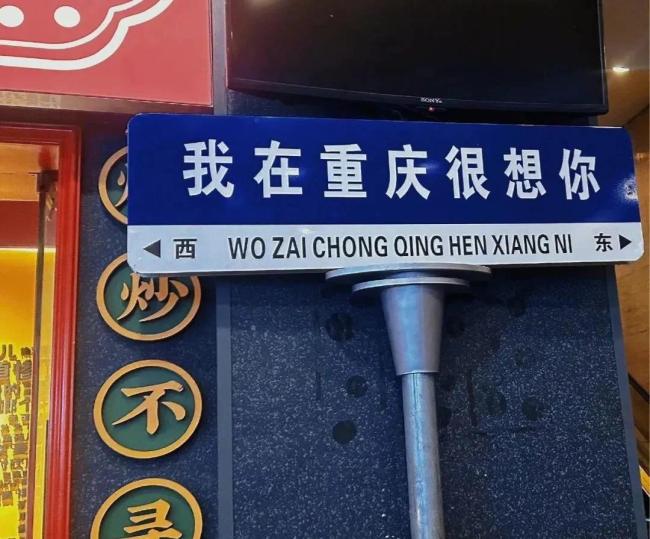 SONY
我在重庆很想你
西 WO ZAI CHONG QING HEN XIANG NI 东
炒
不
寻